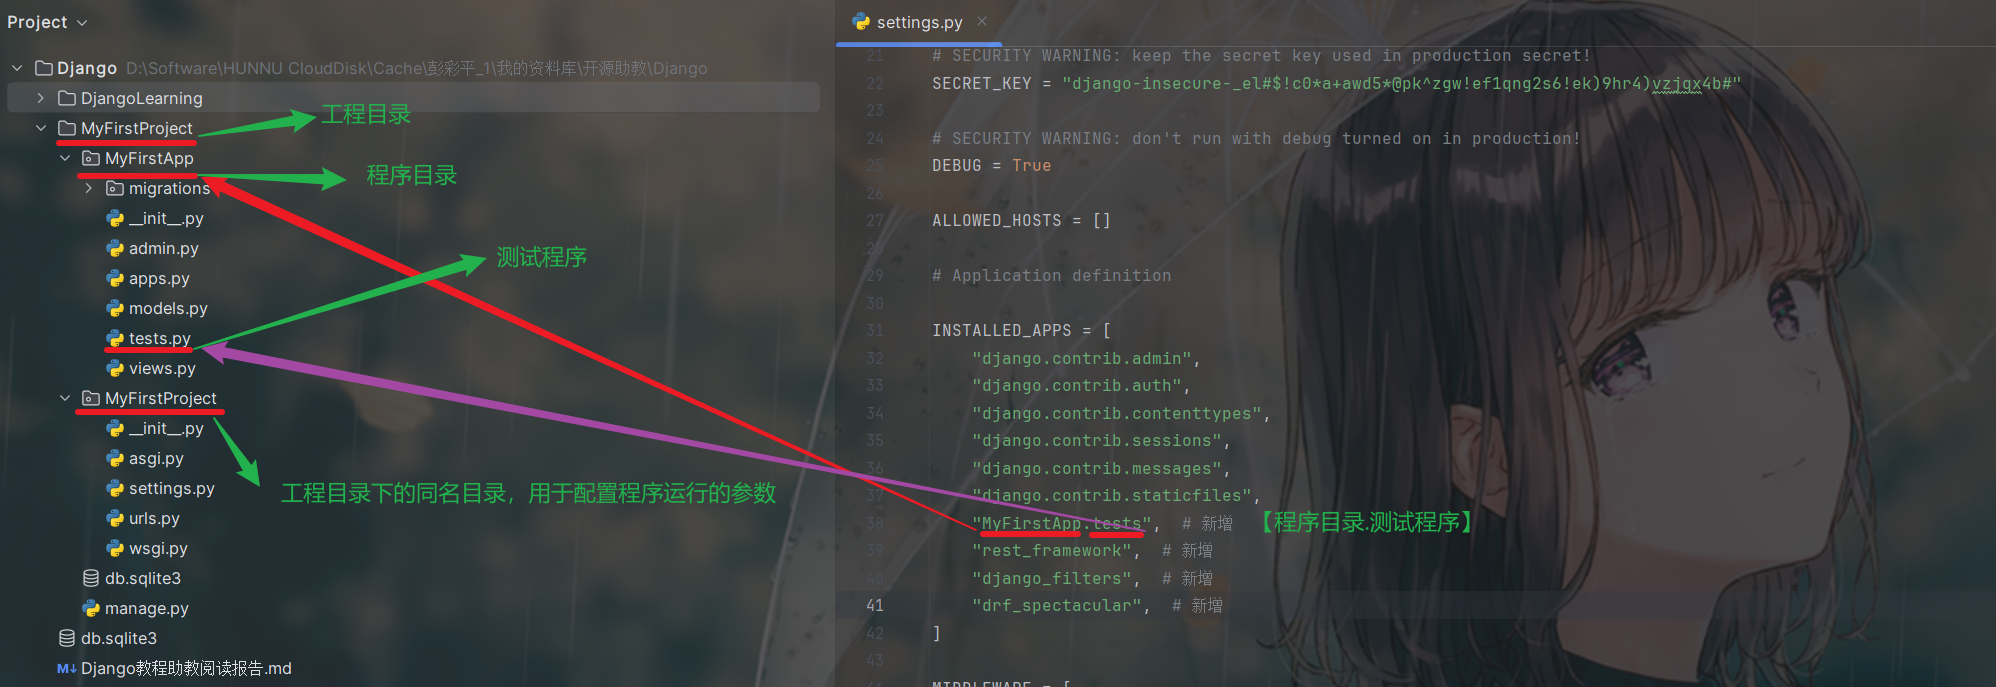 Project
Django D:\Software\HUNNU CloudDisk\Cache\彭彩平_1\我的资料库\开源助教\Django
DjangoLearning
MyFirstProject
工程目录
MyFirstApp
程序目录
migrations
__init__.py
admin.py
测试程序
apps.py
models.py
tests.py
views.py
MyFirstProject
__init__.py
asgi.py
settings.py
工程目录下的同名目录，用于配置程序运行的参数
urls.py
wsgi.py
db.sqlite3
manage.py
db.sqlite3
M↓ Django教程助教阅读报告.md
settings.py
21 # SECURITY WARNING: keep the secret key used in production secret!
22 SECRET_KEY = "django-insecure-_el#$!c0*a+awd5*@pk^zgw!ef1qng2s6!ek)9hr4)vzjqx4b#"
23
24 # SECURITY WARNING: don't run with debug turned on in production!
25 DEBUG = True
26
27 ALLOWED_HOSTS = []
28
29 # Application definition
30
31 INSTALLED_APPS = [
32 "django.contrib.admin",
33 "django.contrib.auth",
34 "django.contrib.contenttypes",
35 "django.contrib.sessions",
36 "django.contrib.messages",
37 "django.contrib.staticfiles",
38 "MyFirstApp.tests", # 新增 【程序目录.测试程序】
39 "rest_framework", # 新增
40 "django_filters", # 新增
41 "drf_spectacular", # 新增
42 ]
43
44 MIDDLEWARE = [